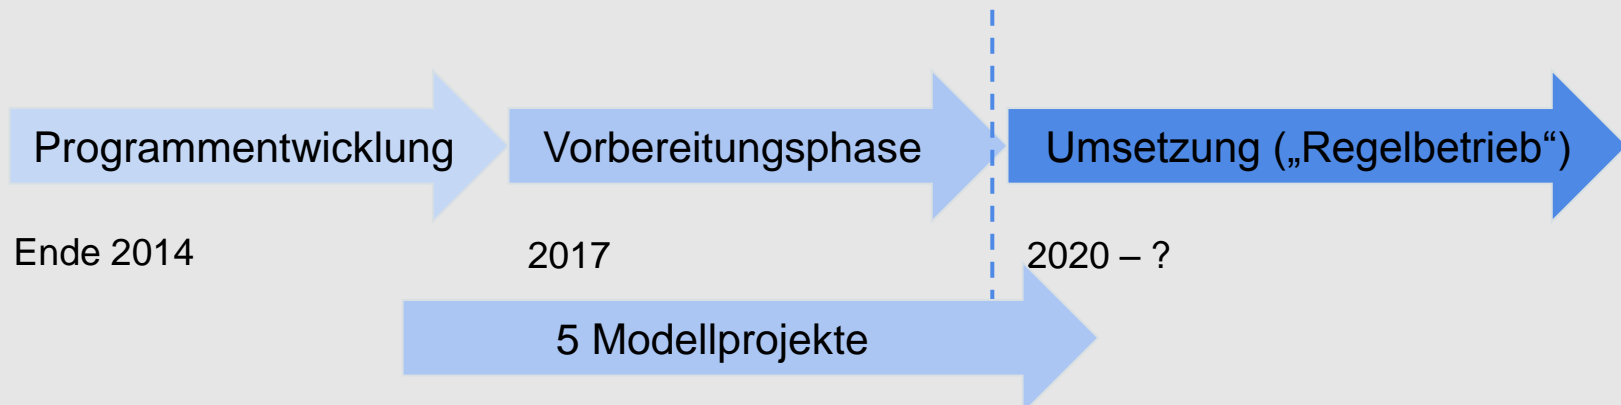 Programmentwicklung
Vorbereitungsphase
Umsetzung („Regelbetrieb“)
Ende 2014
2017
2020 – ?
5 Modellprojekte